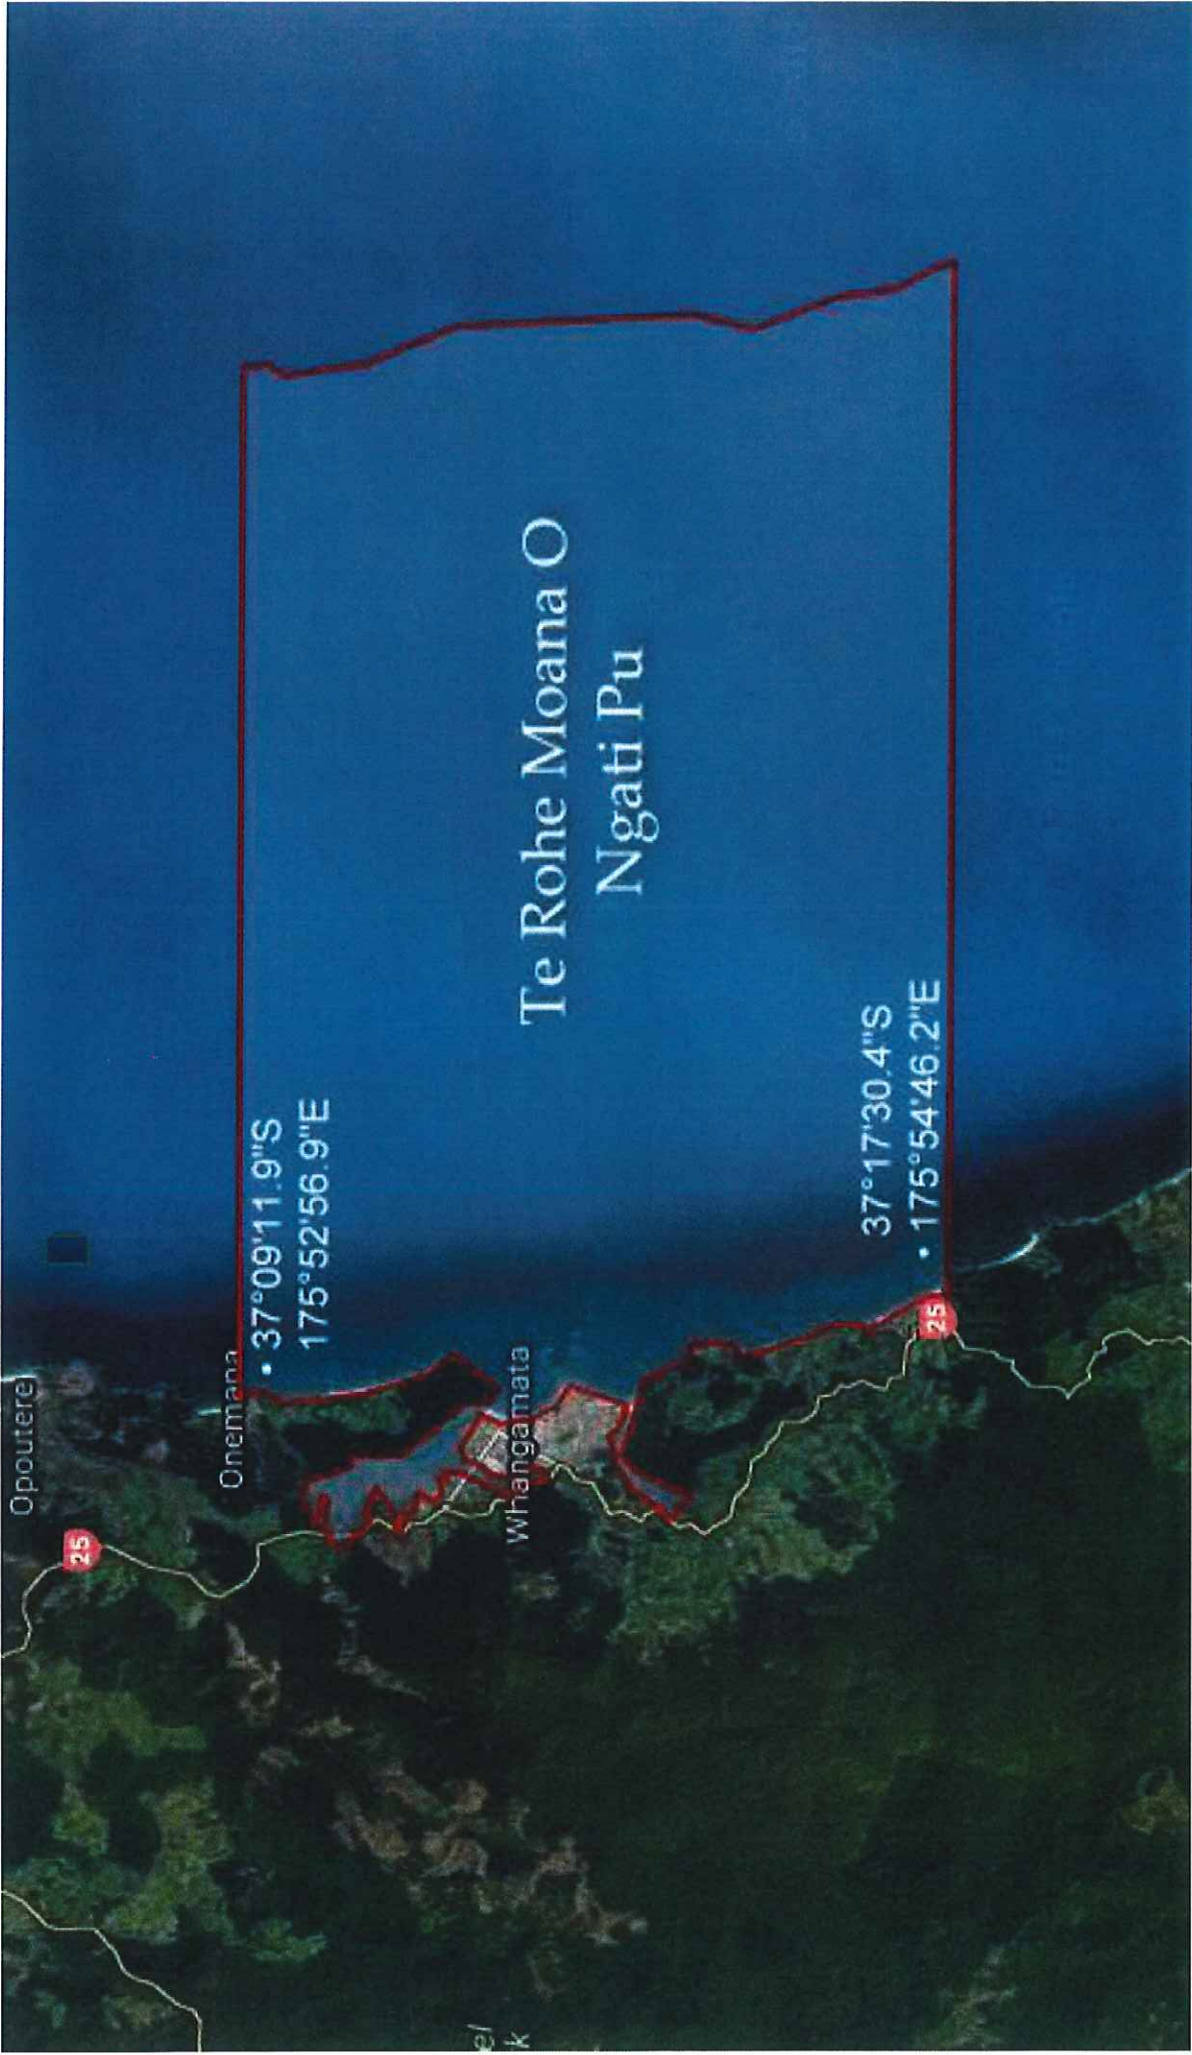 Opoutere
25
Onemana
37°09'11.9"S
175°52'56.9"E
Whangamata
Te Rohe Moana O
Ngati Pu
37°17'30.4"S
175°54'46.2"E
25
el
k